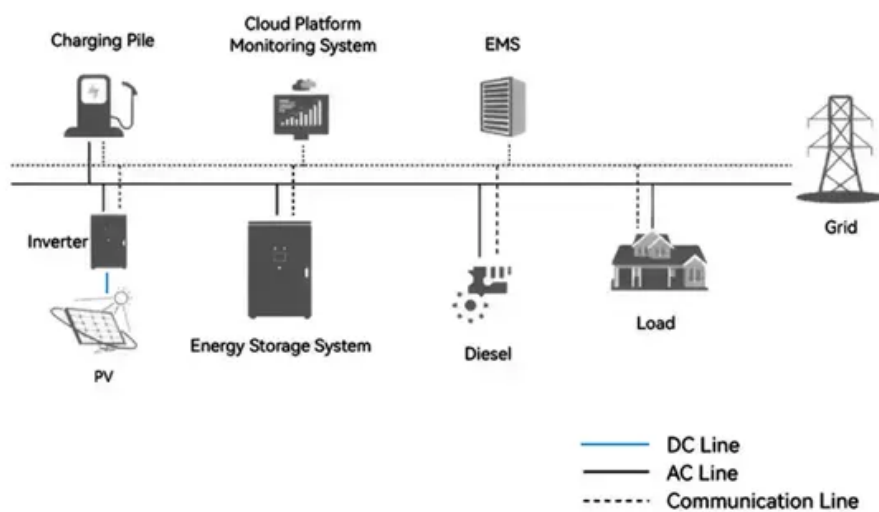 Charging Pile
Cloud Platform
Monitoring System
EMS
Grid
Inverter
Energy Storage System
Diesel
Load
PV
DC Line
AC Line
Communication Line